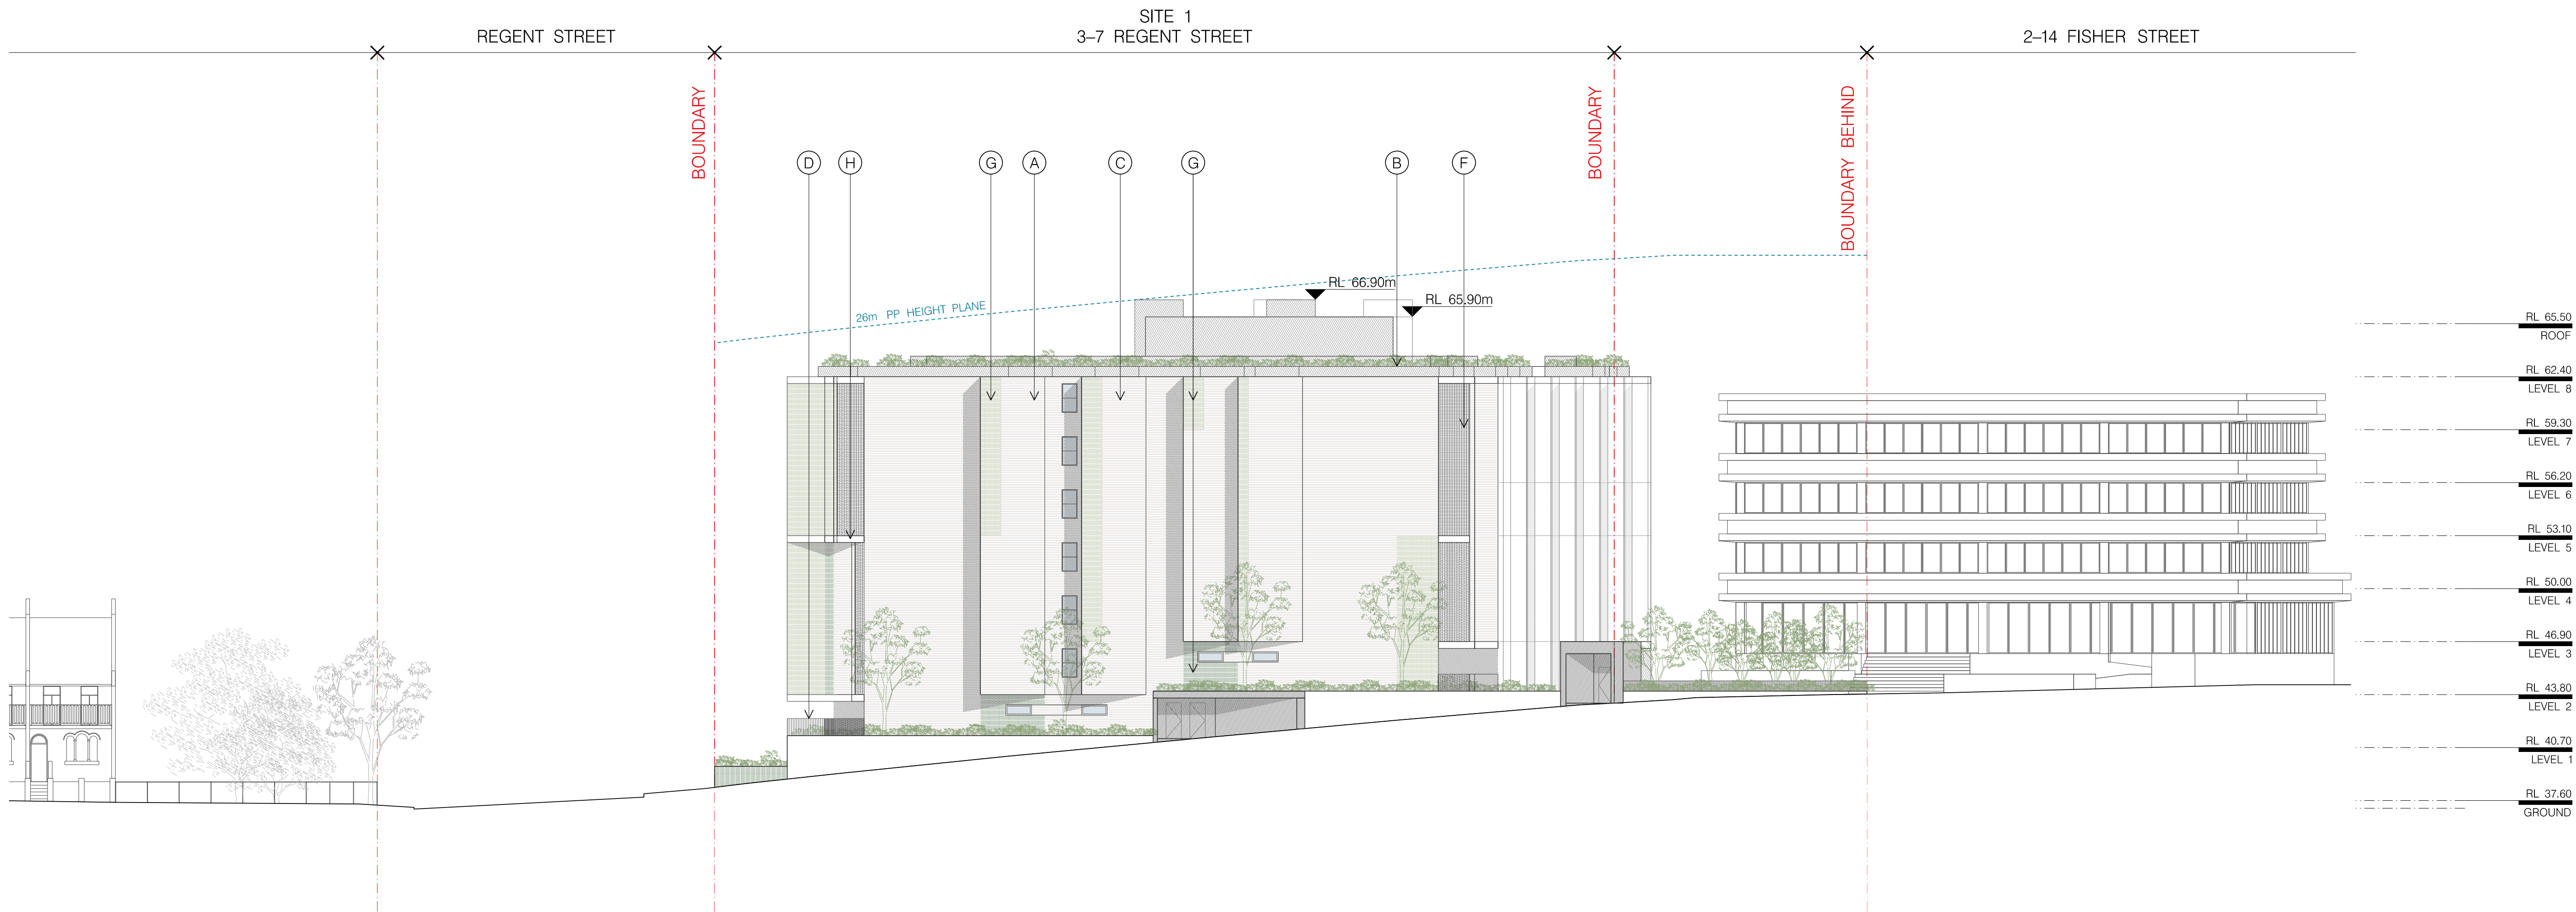 SITE 1
REGENT STREET
3–7 REGENT STREET
2–14 FISHER STREET
BOUNDARY
BOUNDARY
BOUNDARY BEHIND
D
H
G
A
C
G
B
F
26m PP HEIGHT PLANE
RL 66.90m
RL 65.90m
RL 65.50
ROOF
RL 62.40
LEVEL 8
RL 59.30
LEVEL 7
RL 56.20
LEVEL 6
RL 53.10
LEVEL 5
RL 50.00
LEVEL 4
RL 46.90
LEVEL 3
RL 43.80
LEVEL 2
RL 40.70
LEVEL 1
RL 37.60
GROUND